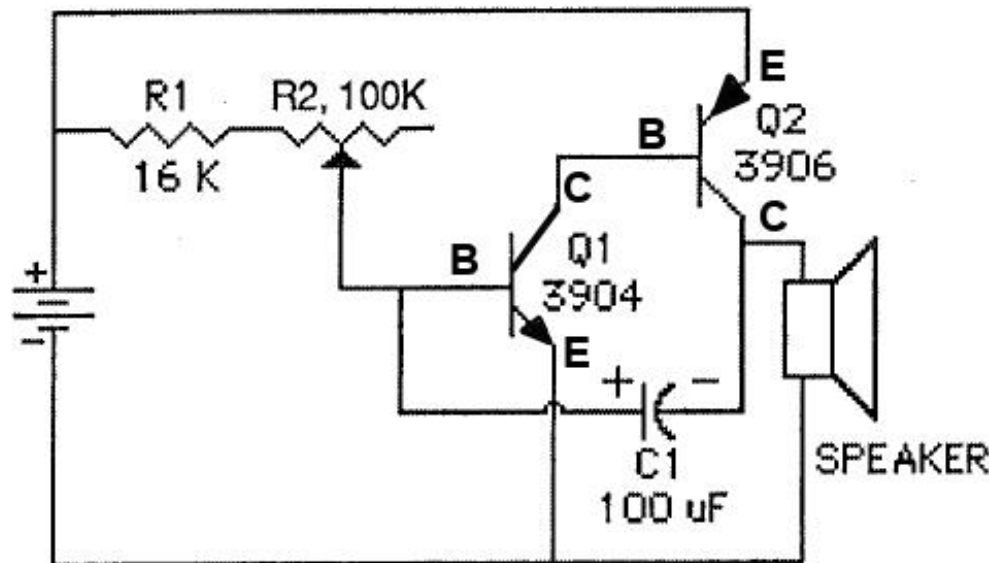 E
R1
R2, 100K
Q2
B
3906
16 K
C
C
Q1
B
3904
+
-
E
+ -
C1
SPEAKER
100 uF